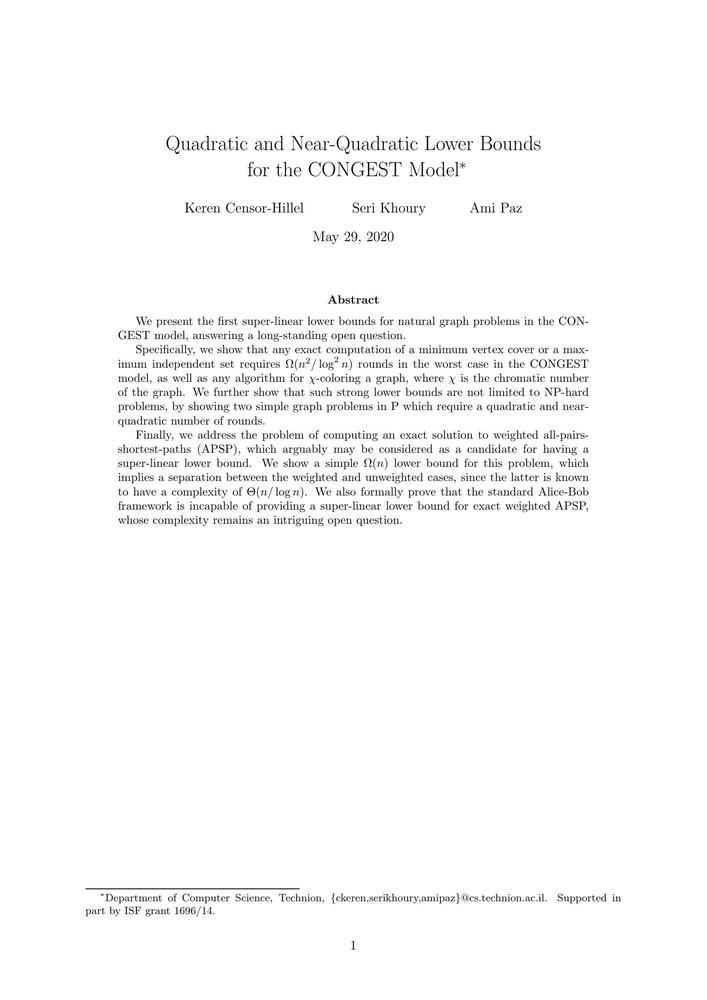 Quadratic and Near-Quadratic Lower Bounds
for the CONGEST Model*
Keren Censor-Hillel Seri Khoury Ami Paz
May 29, 2020
Abstract
We present the first super-linear lower bounds for natural graph problems in the CON-
GEST model, answering a long-standing open question.
Specifically, we show that any exact computation of a minimum vertex cover or a max-
imum independent set requires Ω(n²/ log² n) rounds in the worst case in the CONGEST
model, as well as any algorithm for χ-coloring a graph, where χ is the chromatic number
of the graph. We further show that such strong lower bounds are not limited to NP-hard
problems, by showing two simple graph problems in P which require a quadratic and near-
quadratic number of rounds.
Finally, we address the problem of computing an exact solution to weighted all-pairs-
shortest-paths (APSP), which arguably may be considered as a candidate for having a
super-linear lower bound. We show a simple Ω(n) lower bound for this problem, which
implies a separation between the weighted and unweighted cases, since the latter is known
to have a complexity of Θ(n/ log n). We also formally prove that the standard Alice-Bob
framework is incapable of providing a super-linear lower bound for exact weighted APSP,
whose complexity remains an intriguing open question.
*Department of Computer Science, Technion, {ckeren,serikhoury,amipaz}@cs.technion.ac.il. Supported in
part by ISF grant 1696/14.
1